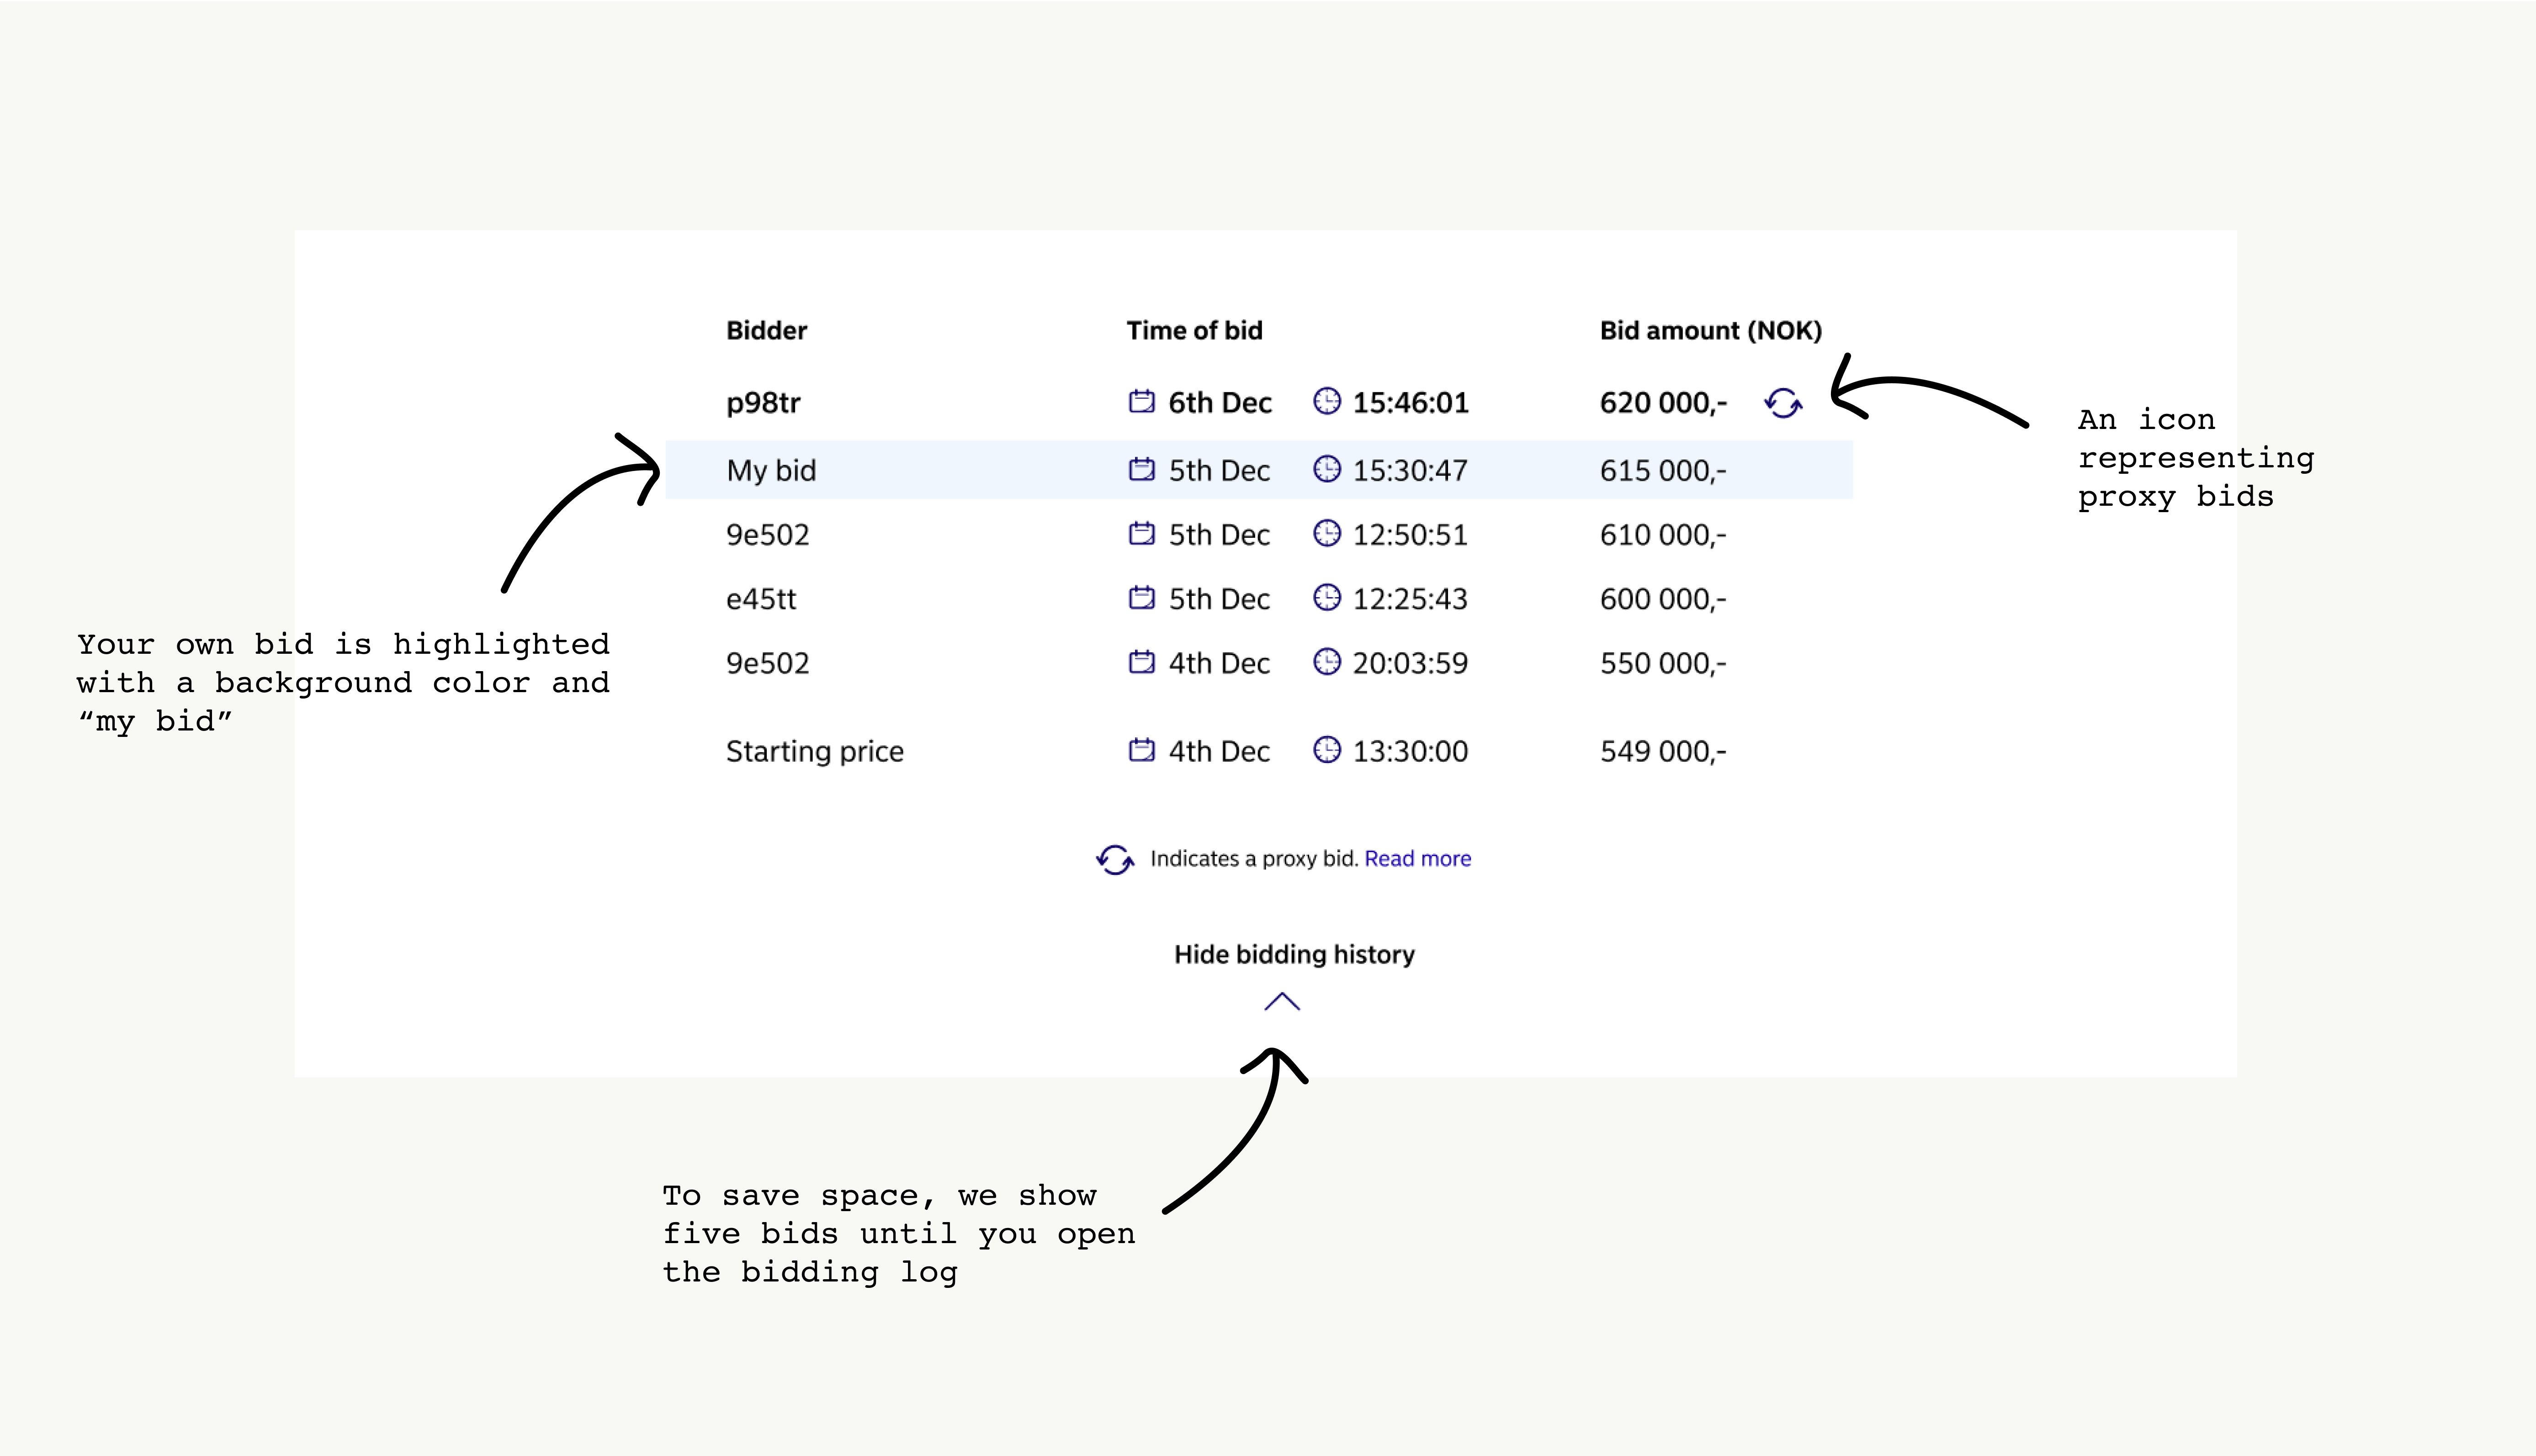 Bidder Time of bid Bid amount (NOK)
p98tr 6th Dec 15:46:01 620 000,-
My bid 5th Dec 15:30:47 615 000,-
9e502 5th Dec 12:50:51 610 000,-
e45tt 5th Dec 12:25:43 600 000,-
9e502 4th Dec 20:03:59 550 000,-
Starting price 4th Dec 13:30:00 549 000,-
Indicates a proxy bid. Read more
Hide bidding history
An icon
representing
proxy bids
Your own bid is highlighted
with a background color and
“my bid”
To save space, we show
five bids until you open
the bidding log